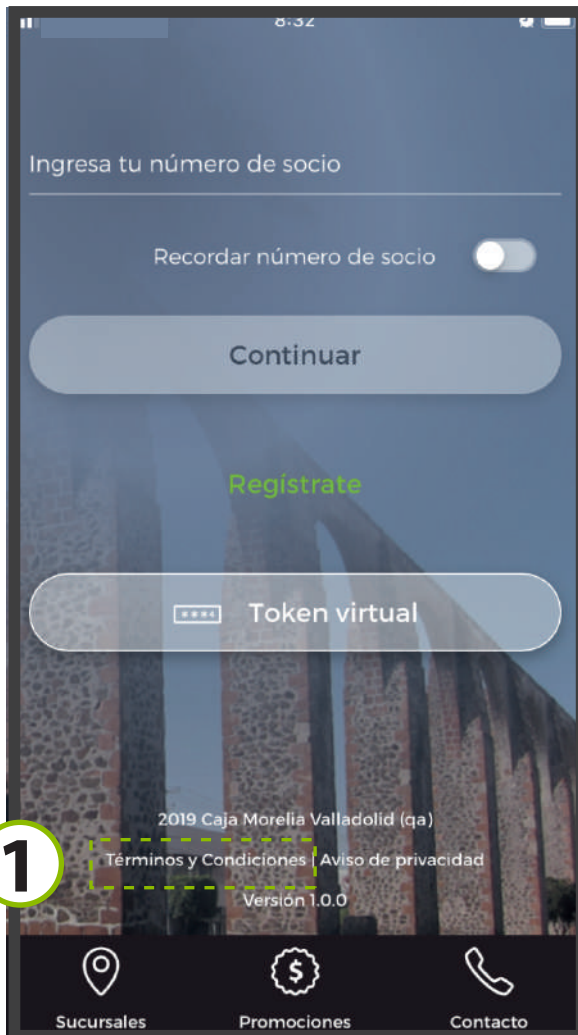 8:32
Ingresa tu número de socio
Recordar número de socio
Continuar
Regístrate
***4 Token virtual
2019 Caja Morelia Valladolid (qa)
1
Términos y Condiciones | Aviso de privacidad
Versión 1.0.0
$
Sucursales Promociones Contacto